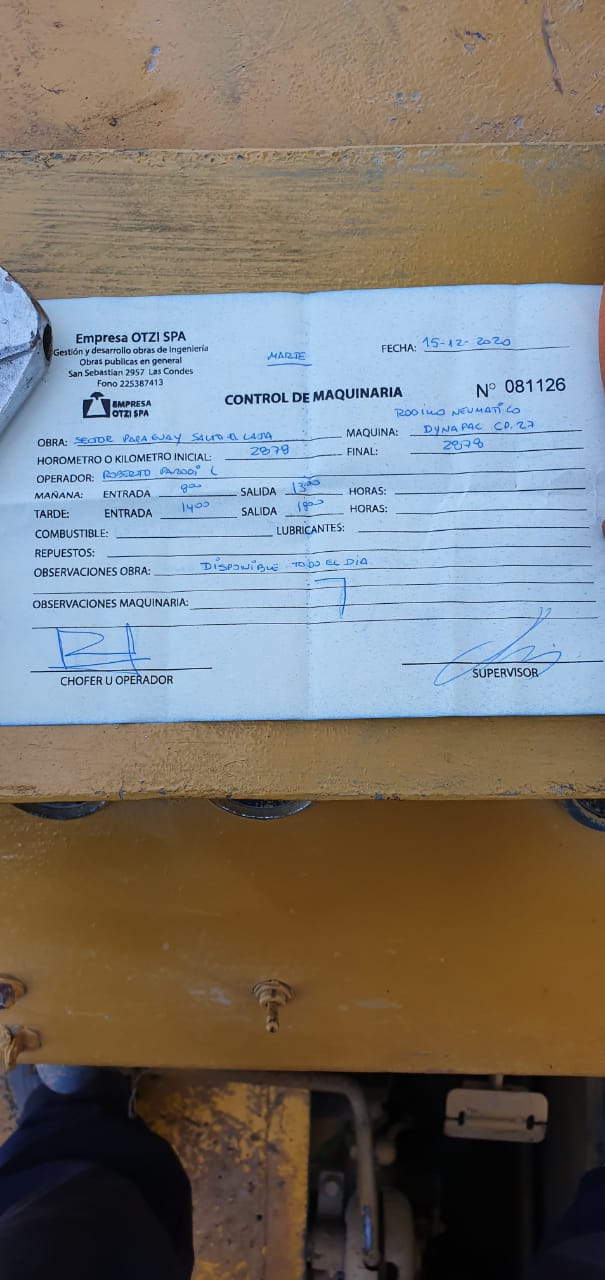 Empresa OTZI SPA
Gestión y desarrollo obras de ingeniería
Obras publicas en general
San Sebastian 2957 Las Condes
Fono 225387413
EMPRESA
OTZI SPA
MARTE
FECHA: 15-12-2020
CONTROL DE MAQUINARIA
Nº 081126
RODILLO NEUMATICO
OBRA: SECTOR PARAGUAY SALTO EL LAJA MAQUINA: DYNAPAC CP.27
HOROMETRO O KILOMETRO INICIAL: 2878 FINAL: 2878
OPERADOR: ROBERTO PARODI L
MAÑANA: ENTRADA 8:00 SALIDA 13:00 HORAS:
TARDE: ENTRADA 14:00 SALIDA 18:00 HORAS:
COMBUSTIBLE: LUBRICANTES:
REPUESTOS:
OBSERVACIONES OBRA: DISPONIBLE TODO EL DIA
OBSERVACIONES MAQUINARIA:
CHOFER U OPERADOR SUPERVISOR